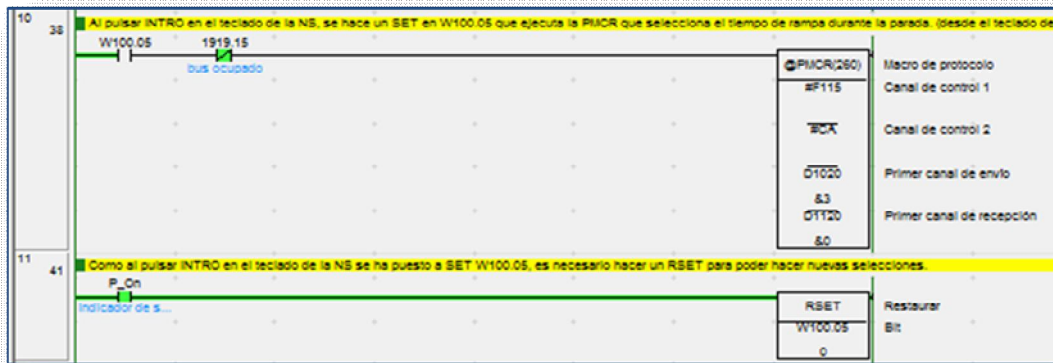 10
38
Al pulsar INTRO en el teclado de la NS, se hace un SET en W100.05 que ejecuta la PMCR que selecciona el tiempo de rampa durante la parada. (desde el teclado de
W100.05
1919.15
bus ocupado
@PMCR(260)
Macro de protocolo
#F115
Canal de control 1
#CA
Canal de control 2
D1020
Primer canal de envío
&3
D1120
Primer canal de recepción
&0
11
41
Como al pulsar INTRO en el teclado de la NS se ha puesto a SET W100.05, es necesario hacer un RSET para poder hacer nuevas selecciones.
P_On
Indicador de s...
RSET
Restaurar
W100.05
Bit
0